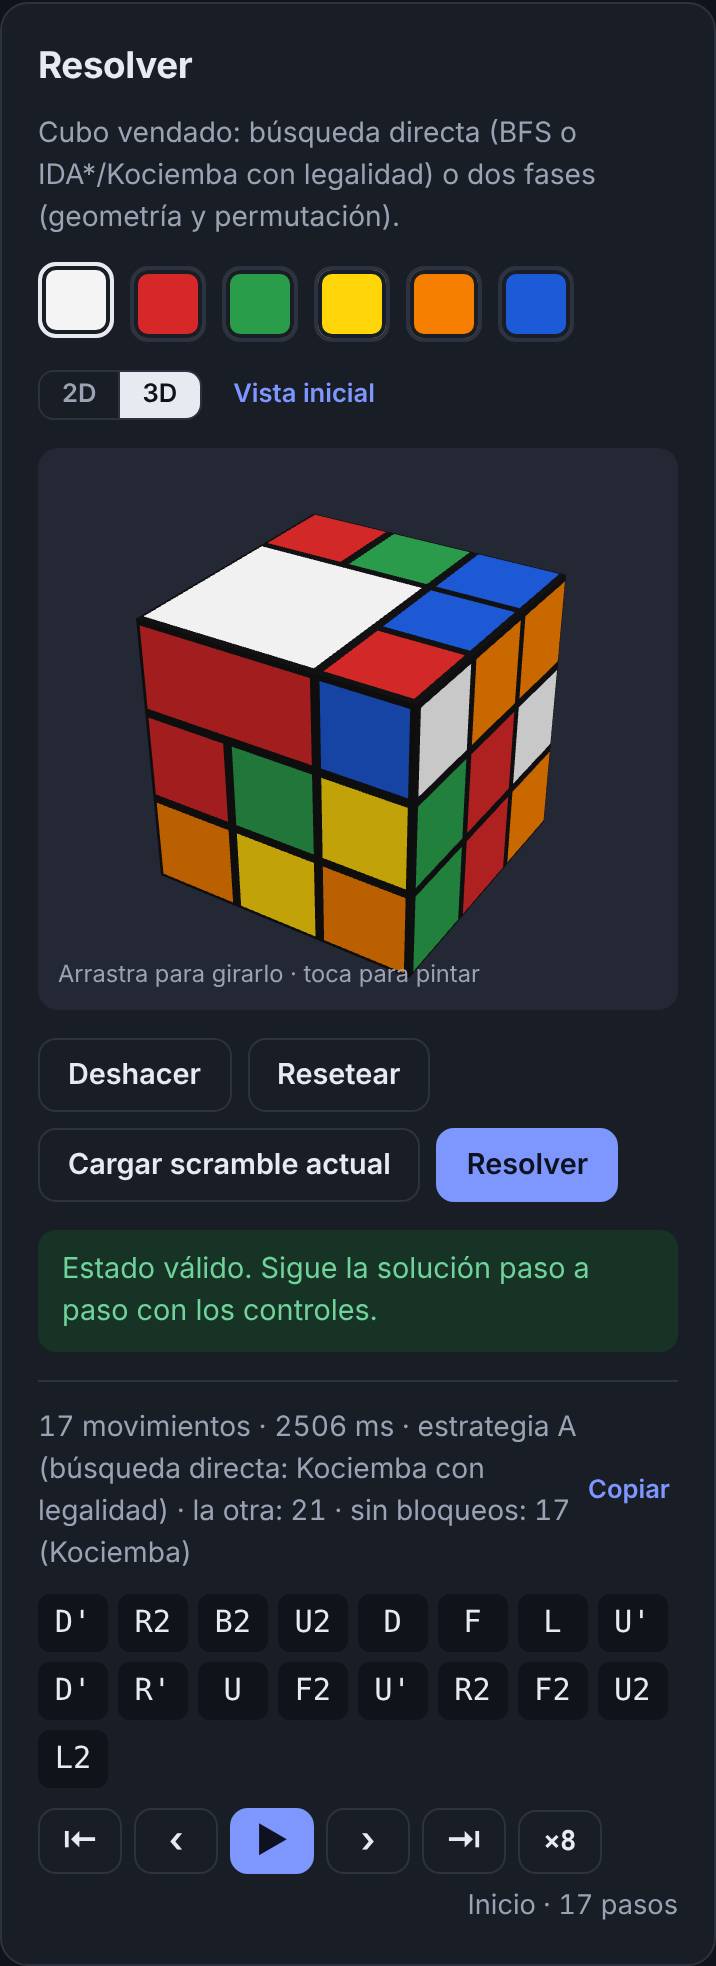 Resolver
Cubo vendado: búsqueda directa (BFS o
IDA*/Kociemba con legalidad) o dos fases
(geometría y permutación).
2D 3D Vista inicial
Arrastra para girarlo · toca para pintar
Deshacer Resetear
Cargar scramble actual Resolver
Estado válido. Sigue la solución paso a
paso con los controles.
17 movimientos · 2506 ms · estrategia A
(búsqueda directa: Kociemba con
legalidad) · la otra: 21 · sin bloqueos: 17
(Kociemba)
Copiar
D' R2 B2 U2 D F L U'
D' R' U F2 U' R2 F2 U2
L2
×8
Inicio · 17 pasos